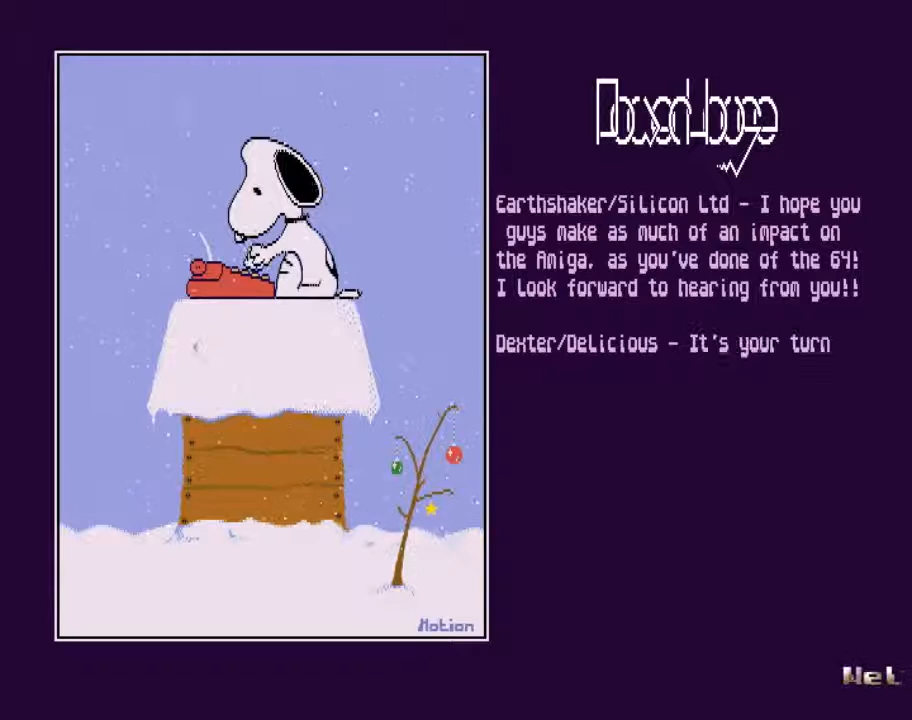 Earthshaker/Silicon Ltd - I hope you
guys make as much of an impact on
the Amiga, as you've done of the 64!
I look forward to hearing from you!!
Dexter/Delicious - It's your turn
Motion
Wel